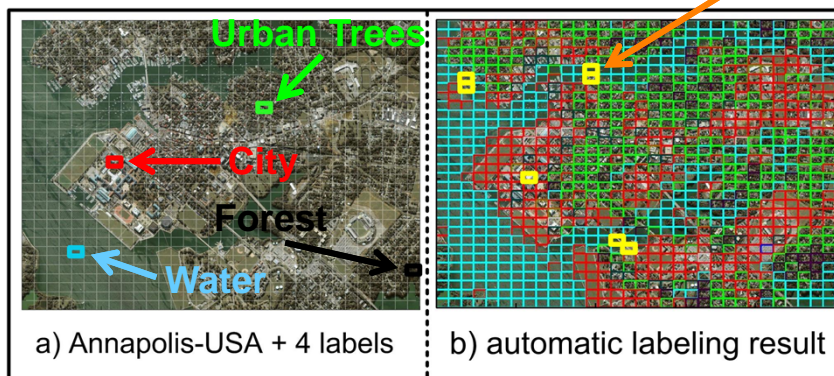 Urban Trees
City
Forest
Water
a) Annapolis-USA + 4 labels
b) automatic labeling result